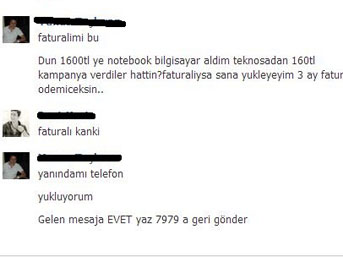 faturalimi bu
Dun 1600tl ye notebook bilgisayar aldim teknosadan 160tl
kampanya verdiler hattin?faturaliysa sana yukleyeyim 3 ay fatur
odemiceksin..
faturalı kanki
yanındamı telefon
yukluyorum
Gelen mesaja EVET yaz 7979 a geri gönder